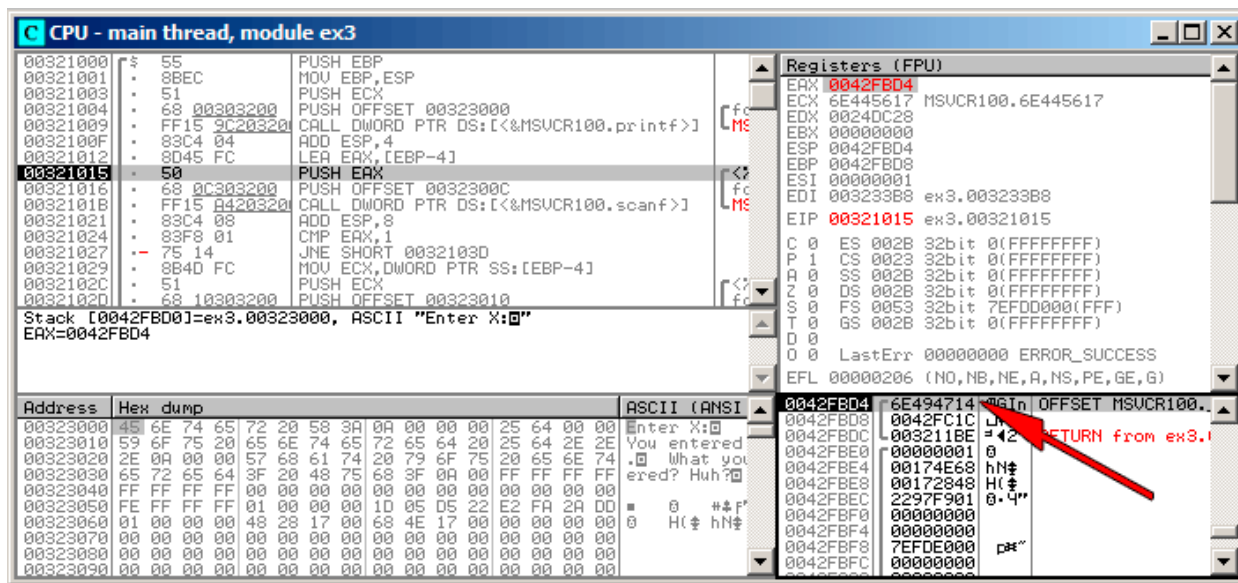 CPU - main thread, module ex3
00321000 $ 55 PUSH EBP
00321001 . 8BEC MOV EBP,ESP
00321003 . 51 PUSH ECX
00321004 . 68 00303200 PUSH OFFSET 00323000
00321009 . FF15 9C203200 CALL DWORD PTR DS:[<&MSVCR100.printf>]
0032100F . 83C4 04 ADD ESP,4
00321012 . 8D45 FC LEA EAX,[EBP-4]
00321015 . 50 PUSH EAX
00321016 . 68 0C303200 PUSH OFFSET 0032300C
0032101B . FF15 A4203200 CALL DWORD PTR DS:[<&MSVCR100.scanf>]
00321021 . 83C4 08 ADD ESP,8
00321024 . 83F8 01 CMP EAX,1
00321027 .- 75 14 JNE SHORT 0032103D
00321029 . 8B4D FC MOV ECX,DWORD PTR SS:[EBP-4]
0032102C . 51 PUSH ECX
0032102D . 68 10303200 PUSH OFFSET 00323010
Stack [0042FBD0]=ex3.00323000, ASCII "Enter X:"
EAX=0042FBD4
Registers (FPU)
EAX 0042FBD4
ECX 6E445617 MSVCR100.6E445617
EDX 0024DC28
EBX 00000000
ESP 0042FBD4
EBP 0042FBD8
ESI 00000001
EDI 003233B8 ex3.003233B8
EIP 00321015 ex3.00321015
C 0 ES 002B 32bit 0(FFFFFFFF)
P 1 CS 0023 32bit 0(FFFFFFFF)
A 0 SS 002B 32bit 0(FFFFFFFF)
Z 0 DS 002B 32bit 0(FFFFFFFF)
S 0 FS 0053 32bit 7EFDD000(FFF)
T 0 GS 002B 32bit 0(FFFFFFFF)
D 0
O 0 LastErr 00000000 ERROR_SUCCESS
EFL 00000206 (NO,NB,NE,A,NS,PE,GE,G)
Address Hex dump ASCII (ANSI
00323000 45 6E 74 65 72 20 58 3A 0A 00 00 00 25 64 00 00 Enter X:
00323010 59 6F 75 20 65 6E 74 65 72 65 64 20 25 64 2E 2E You entered
00323020 2E 0A 00 00 57 68 61 74 20 79 6F 75 20 65 6E 74 . What you
00323030 65 72 65 64 3F 20 48 75 68 3F 0A 00 FF FF FF FF ered? Huh?
00323040 FF FF FF FF 00 00 00 00 00 00 00 00 00 00 00 00
00323050 FE FF FF FF 01 00 00 00 1D 05 D5 22 E2 FA 2A DD
00323060 01 00 00 00 48 28 17 00 68 4E 17 00 00 00 00 00
00323070 00 00 00 00 00 00 00 00 00 00 00 00 00 00 00 00
00323080 00 00 00 00 00 00 00 00 00 00 00 00 00 00 00 00
00323090 00 00 00 00 00 00 00 00 00 00 00 00 00 00 00 00
0042FBD4 6E494714 OFFSET MSVCR100.
0042FBD8 0042FC1C
0042FBDC 003211BE RETURN from ex3.
0042FBE0 00000001
0042FBE4 00174E68
0042FBE8 00172848
0042FBEC 2297F901
0042FBF0 00000000
0042FBF4 00000000
0042FBF8 7EFDE000
0042FBFC 00000000